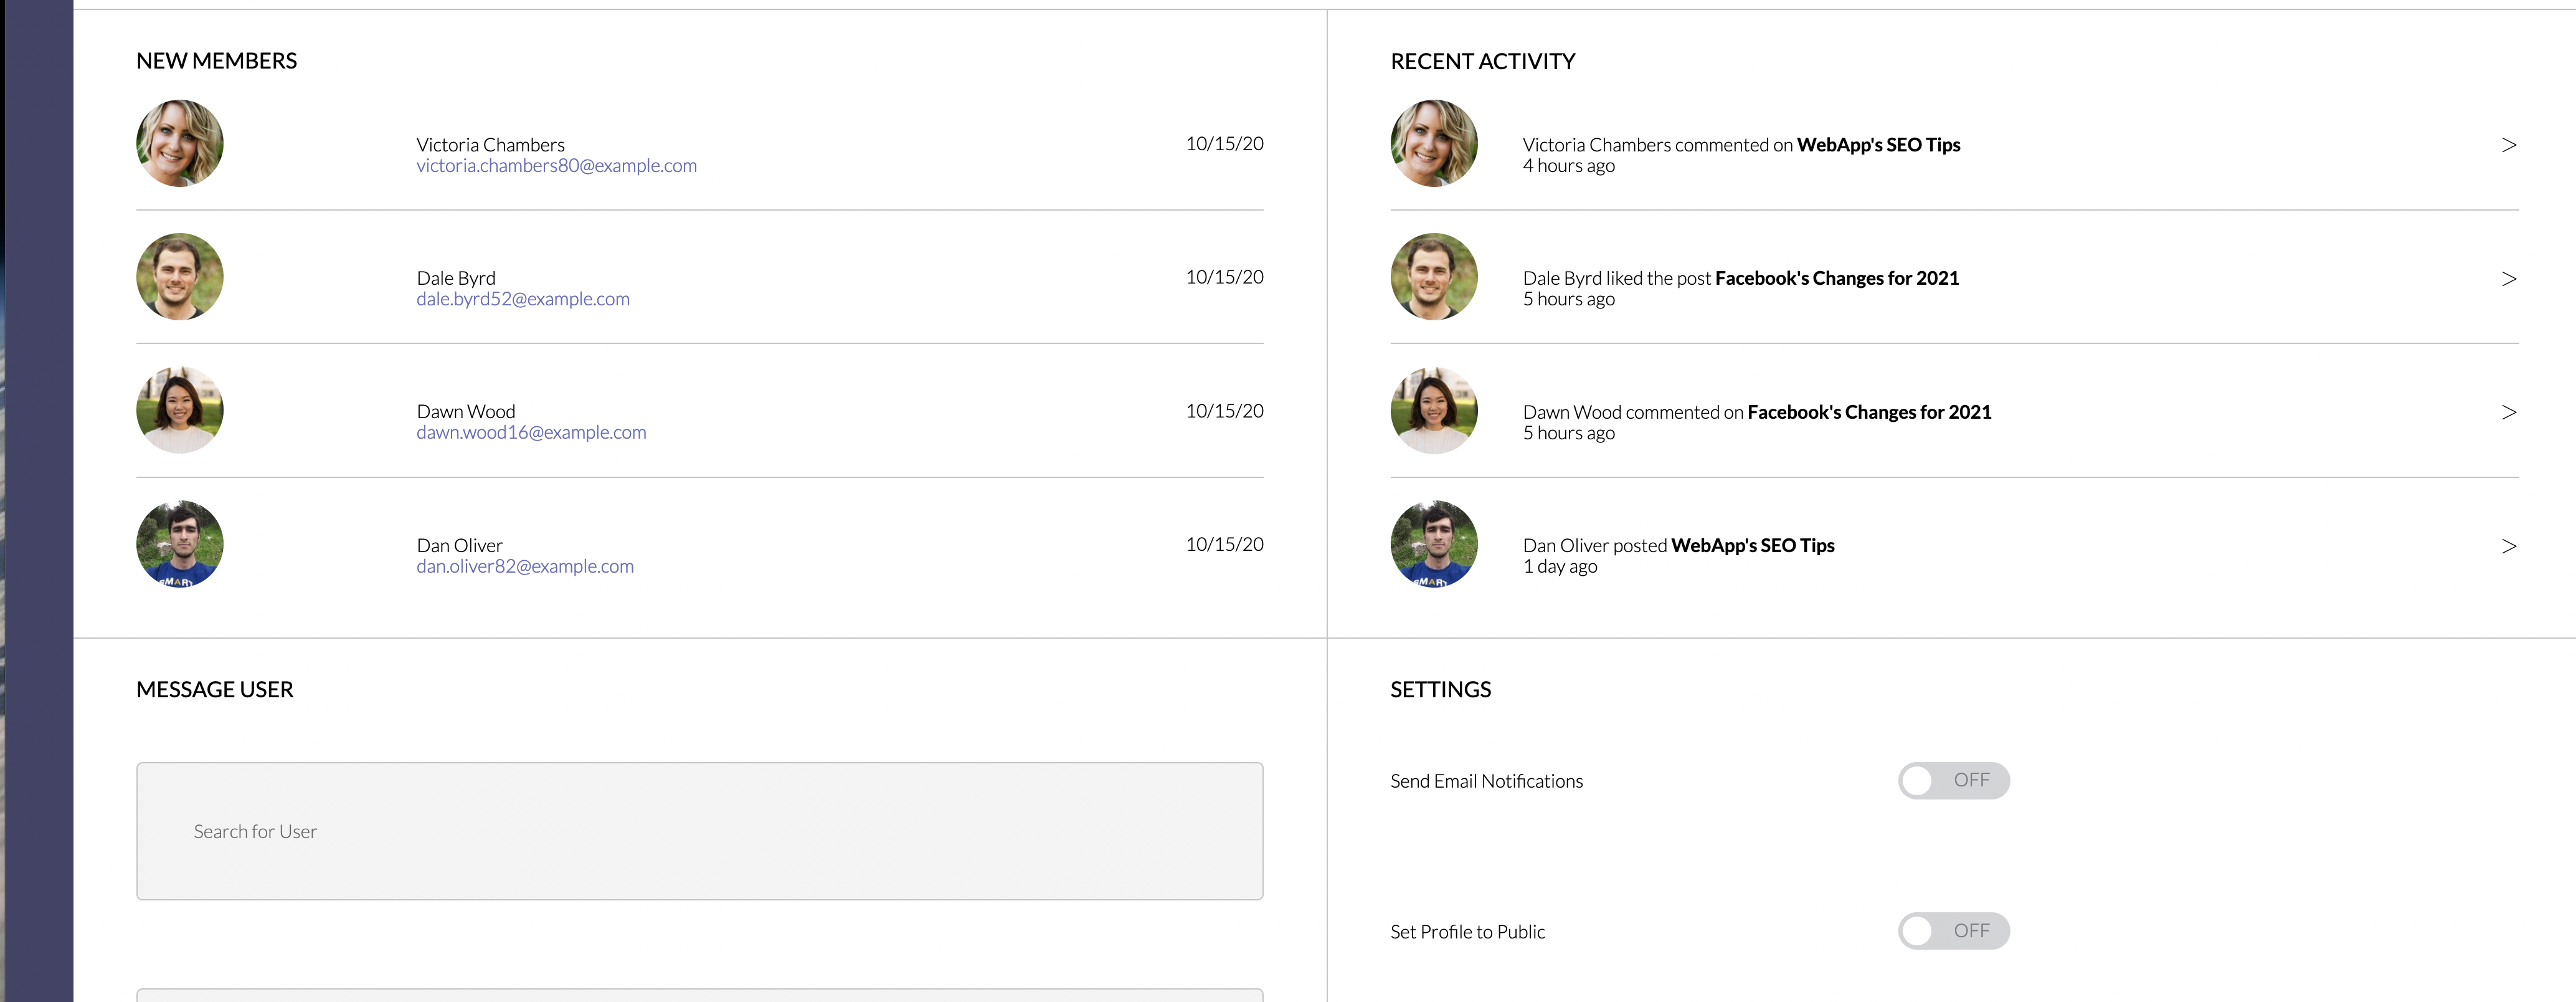 NEW MEMBERS
Victoria Chambers
victoria.chambers80@example.com
10/15/20
Dale Byrd
dale.byrd52@example.com
10/15/20
Dawn Wood
dawn.wood16@example.com
10/15/20
Dan Oliver
dan.oliver82@example.com
10/15/20
RECENT ACTIVITY
Victoria Chambers commented on WebApp's SEO Tips
4 hours ago
>
Dale Byrd liked the post Facebook's Changes for 2021
5 hours ago
>
Dawn Wood commented on Facebook's Changes for 2021
5 hours ago
>
SMART
Dan Oliver posted WebApp's SEO Tips
1 day ago
>
MESSAGE USER
Search for User
SETTINGS
Send Email Notifications
OFF
Set Profile to Public
OFF